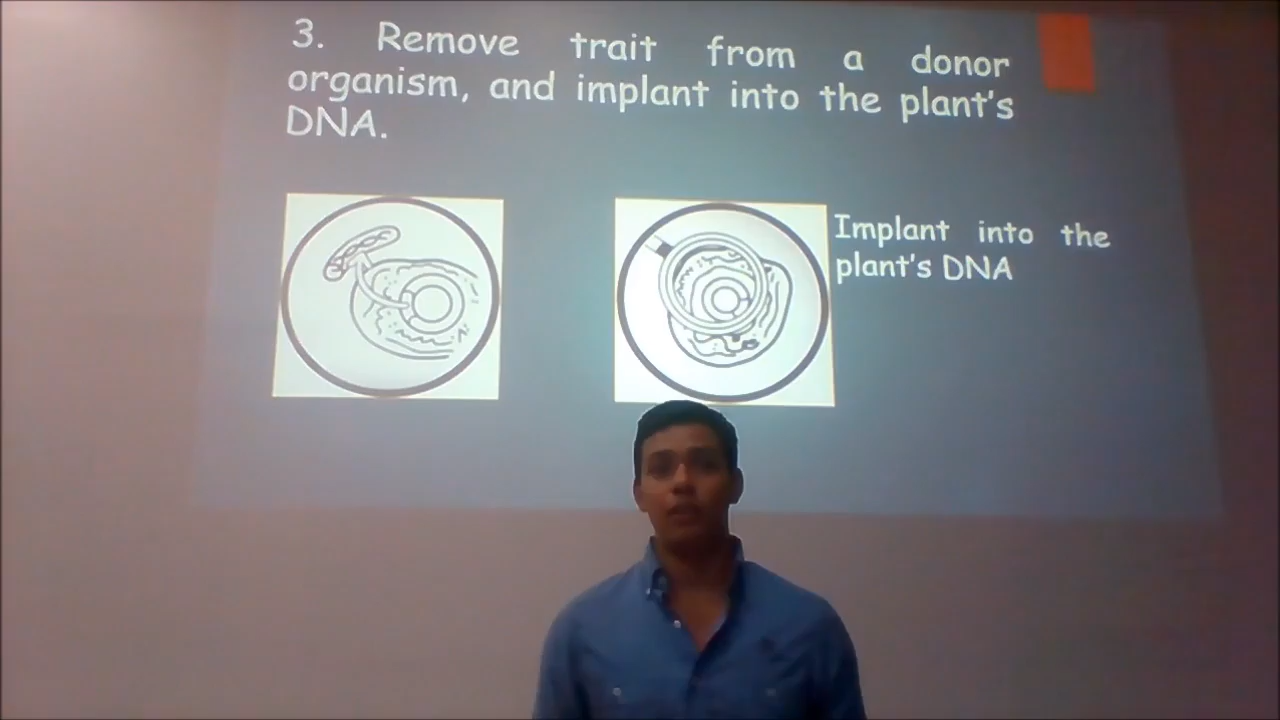 3. Remove trait from a donor
organism, and implant into the plant's
DNA.
Implant into the
plant's DNA